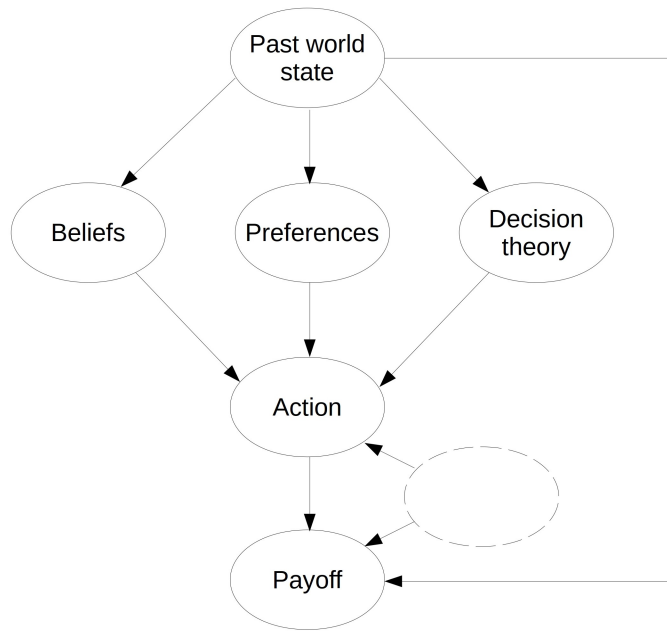 Past world
state
Beliefs
Preferences
Decision
theory
Action
Payoff